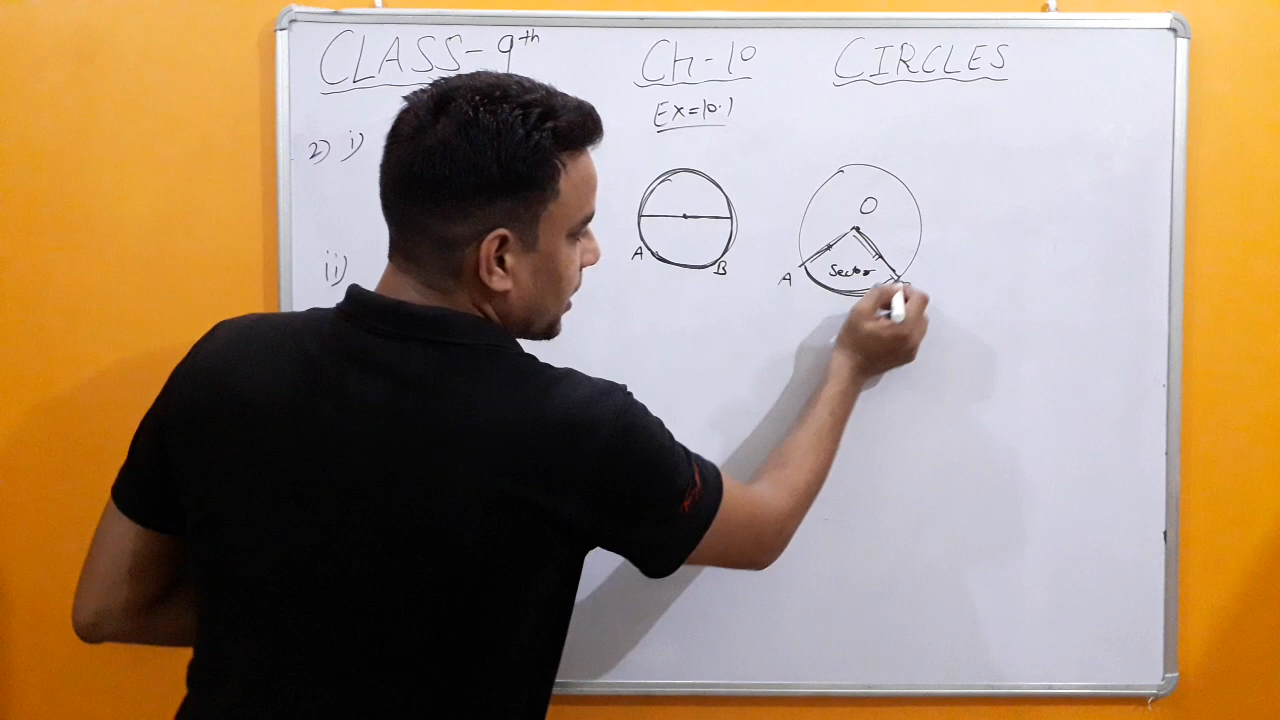 CLASS-9th Ch-10 CIRCLES
Ex=10.1
2) i)
O
A B
A Sector
ii)